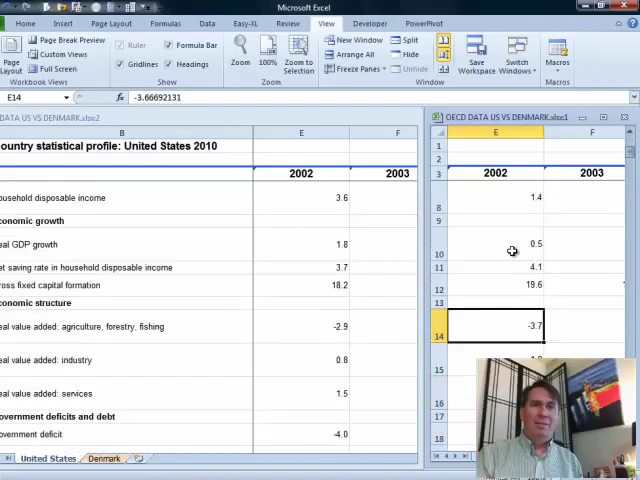 Microsoft Excel
Home Insert Page Layout Formulas Data Easy-XL Review View Developer PowerPivot
Page Layout
Page Break Preview
Custom Views
Full Screen
Workbook Views
Ruler
Formula Bar
Gridlines
Headings
Show
Zoom
100%
Zoom to Selection
Zoom
New Window
Arrange All
Freeze Panes
Split
Hide
Unhide
Window
Save Workspace
Switch Windows
Macros
Macros
E14 fx -3.66692131
OECD DATA US VS DENMARK.xlsx:1
DATA US VS DENMARK.xlsx:2
B E F
E F
ountry statistical profile: United States 2010
2002 2003
ousehold disposable income 3.6
conomic growth
eal GDP growth 1.8
et saving rate in household disposable income 3.7
ross fixed capital formation 18.2
conomic structure
eal value added: agriculture, forestry, fishing -2.9
eal value added: industry 0.8
eal value added: services 1.5
overnment deficits and debt
overnment deficit -4.0
United States Denmark
1
2
3 2002 2003
8 1.4
9
10 0.5
11 4.1
12 19.6
13
14 -3.7
15
16
17
18